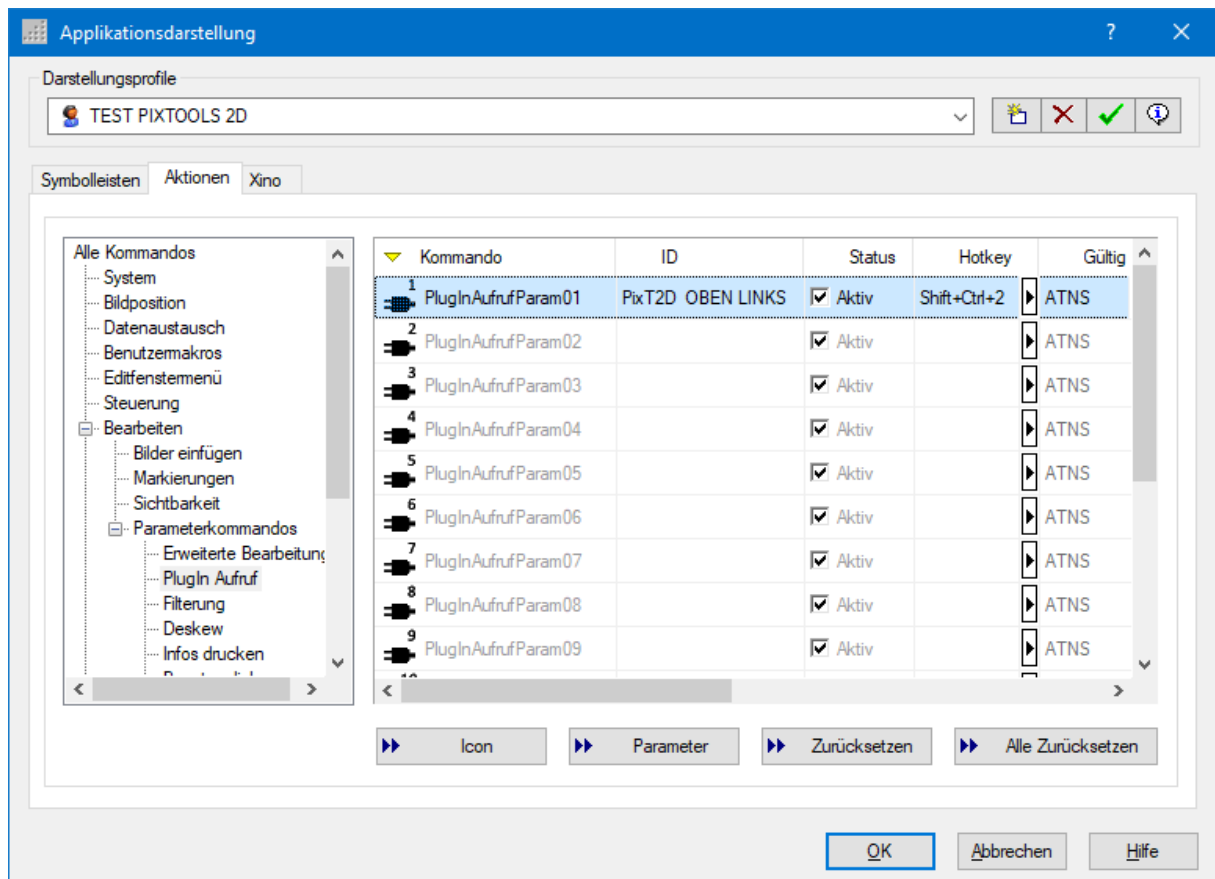 Applikationsdarstellung
Darstellungsprofile
TEST PIXTOOLS 2D
Symbolleisten Aktionen Xino
Alle Kommandos
System
Bildposition
Datenaustausch
Benutzermakros
Editfenstermenü
Steuerung
Bearbeiten
Bilder einfügen
Markierungen
Sichtbarkeit
Parameterkommandos
Erweiterte Bearbeitung
PlugIn Aufruf
Filterung
Deskew
Infos drucken
Kommando ID Status Hotkey Gültig
1 PlugInAufrufParam01 PixT2D OBEN LINKS Aktiv Shift+Ctrl+2 ATNS
2 PlugInAufrufParam02 Aktiv ATNS
3 PlugInAufrufParam03 Aktiv ATNS
4 PlugInAufrufParam04 Aktiv ATNS
5 PlugInAufrufParam05 Aktiv ATNS
6 PlugInAufrufParam06 Aktiv ATNS
7 PlugInAufrufParam07 Aktiv ATNS
8 PlugInAufrufParam08 Aktiv ATNS
9 PlugInAufrufParam09 Aktiv ATNS
Icon Parameter Zurücksetzen Alle Zurücksetzen
OK Abbrechen Hilfe